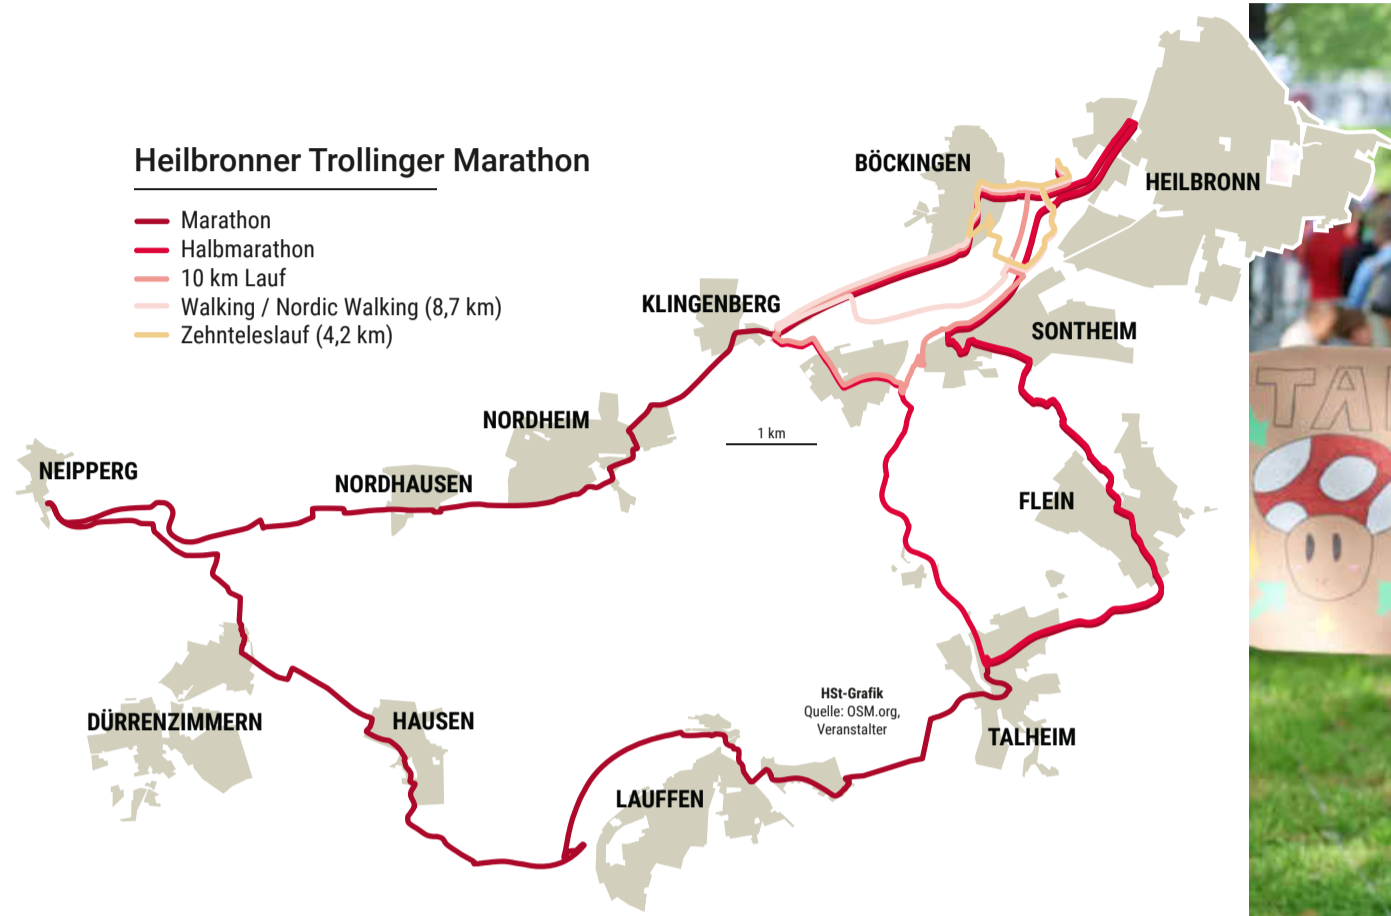 Heilbronner Trollinger Marathon
Marathon
Halbmarathon
10 km Lauf
Walking / Nordic Walking (8,7 km)
Zehnteleslauf (4,2 km)
BÖCKINGEN
HEILBRONN
KLINGENBERG
SONTHEIM
NORDHEIM
1 km
NEIPPERG
NORDHAUSEN
FLEIN
HSt-Grafik
Quelle: OSM.org,
Veranstalter
DÜRRENZIMMERN
HAUSEN
TALHEIM
LAUFFEN
TA